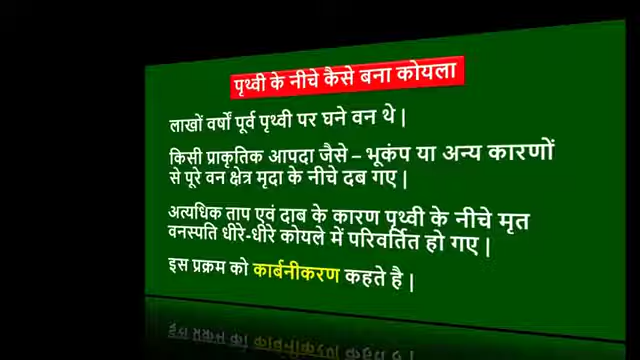 पृथ्वी के नीचे कैसे बना कोयला
लाखों वर्षों पूर्व पृथ्वी पर घने वन थे |
किसी प्राकृतिक आपदा जैसे – भूकंप या अन्य कारणों
से पूरे वन क्षेत्र मृदा के नीचे दब गए |
अत्यधिक ताप एवं दाब के कारण पृथ्वी के नीचे मृत
वनस्पति धीरे-धीरे कोयले में परिवर्तित हो गए |
इस प्रक्रम को कार्बनीकरण कहते है |